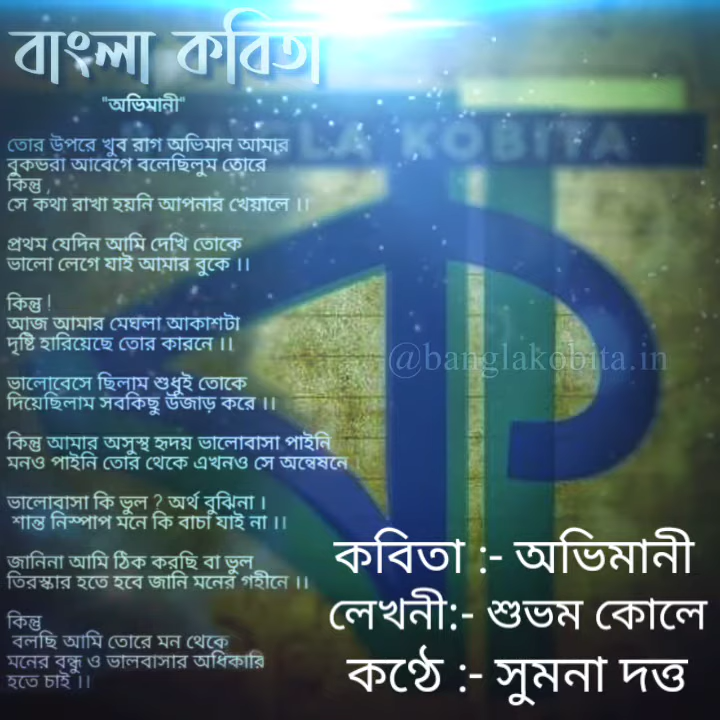 বাংলা কবিতা
BANGLA KOBITA
"অভিমানী"
তোর উপরে খুব রাগ অভিমান আমার
বুকভরা আবেগে বলেছিলুম তোরে
কিন্তু ,
সে কথা রাখা হয়নি আপনার খেয়ালে ।।
প্রথম যেদিন আমি দেখি তোকে
ভালো লেগে যাই আমার বুকে ।।
কিন্তু !
আজ আমার মেঘলা আকাশটা
দৃষ্টি হারিয়েছে তোর কারনে ।।
@banglakobita.in
ভালোবেসে ছিলাম শুধুই তোকে
দিয়েছিলাম সবকিছু উজাড় করে ।।
কিন্তু আমার অসুস্থ হৃদয় ভালোবাসা পাইনি
মনও পাইনি তোর থেকে এখনও সে অন্বেষনে
ভালোবাসা কি ভুল ? অর্থ বুঝিনা ।
শান্ত নিস্পাপ মনে কি বাচা যাই না ।।
জানিনা আমি ঠিক করছি বা ভুল
তিরস্কার হতে হবে জানি মনের গহীনে ।।
কিন্তু
বলছি আমি তোরে মন থেকে
মনের বন্ধু ও ভালবাসার অধিকারি
হতে চাই ।।
কবিতা :- অভিমানী
লেখনী:- শুভম কোলে
কণ্ঠে :- সুমনা দত্ত